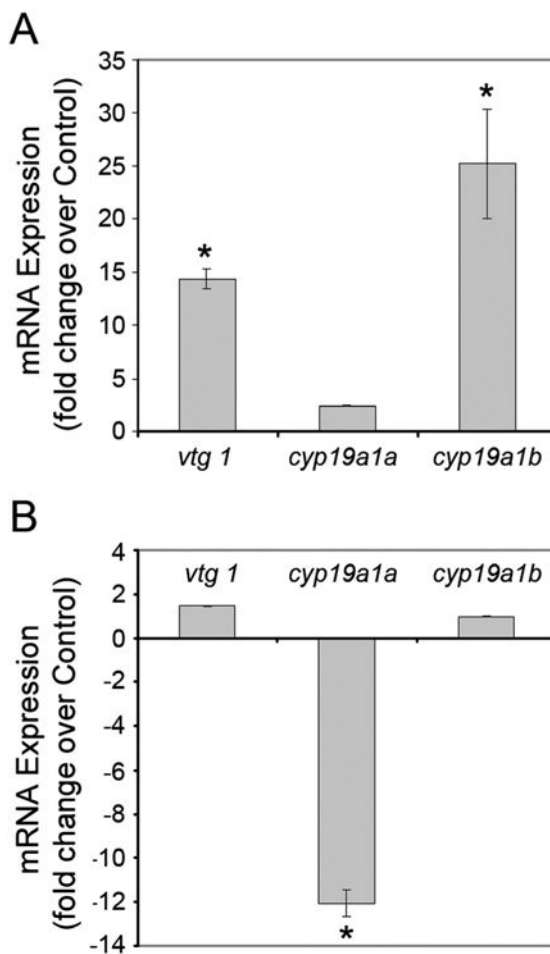 A
mRNA Expression
(fold change over Control)
35
30
25
20
15
10
5
0
*
*
vtg 1 cyp19a1a cyp19a1b
B
mRNA Expression
(fold change over Control)
4
2
0
-2
-4
-6
-8
-10
-12
-14
vtg 1 cyp19a1a cyp19a1b
*